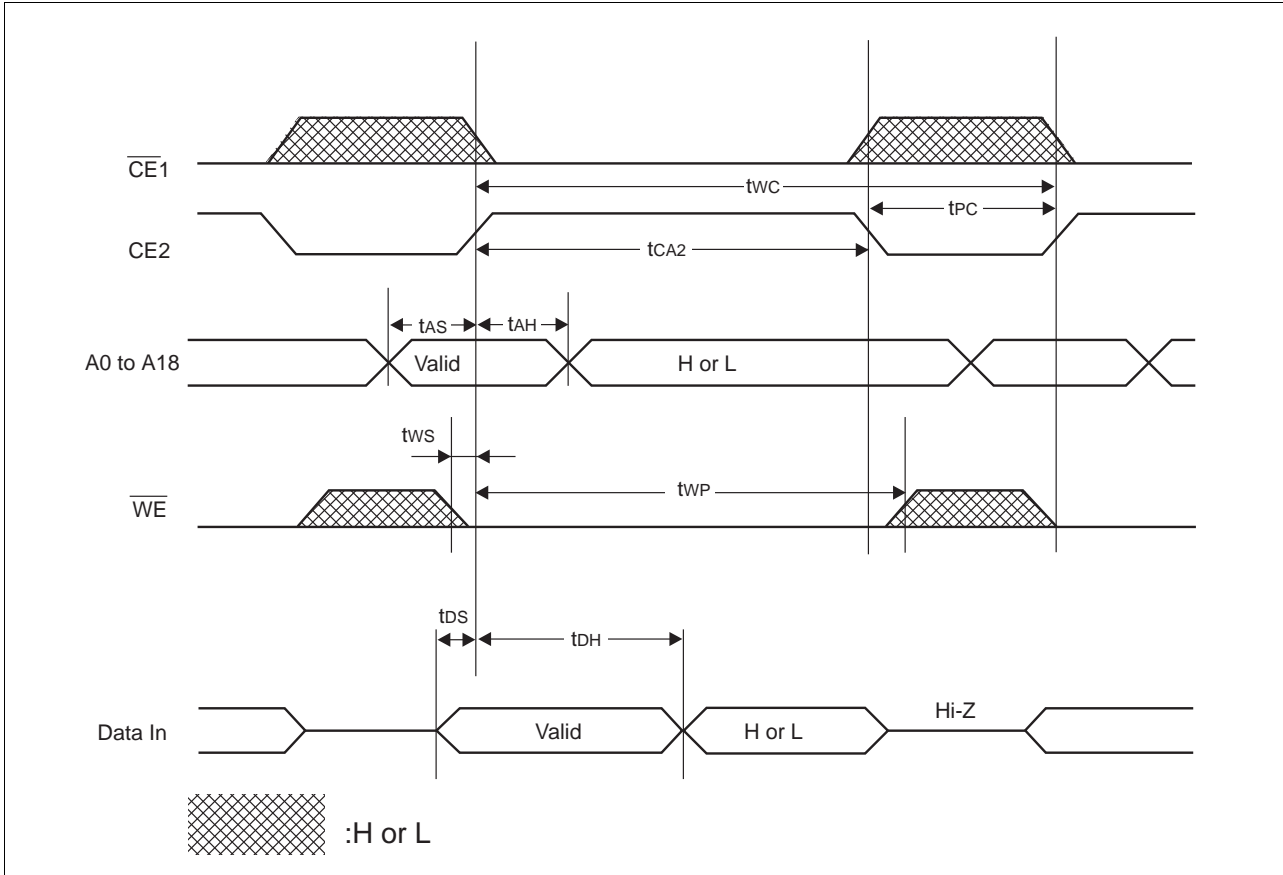 CE1
tWC
tPC
CE2
tCA2
tAS
tAH
A0 to A18
Valid
H or L
tWS
tWP
WE
tDS
tDH
Hi-Z
Data In
Valid
H or L
:H or L